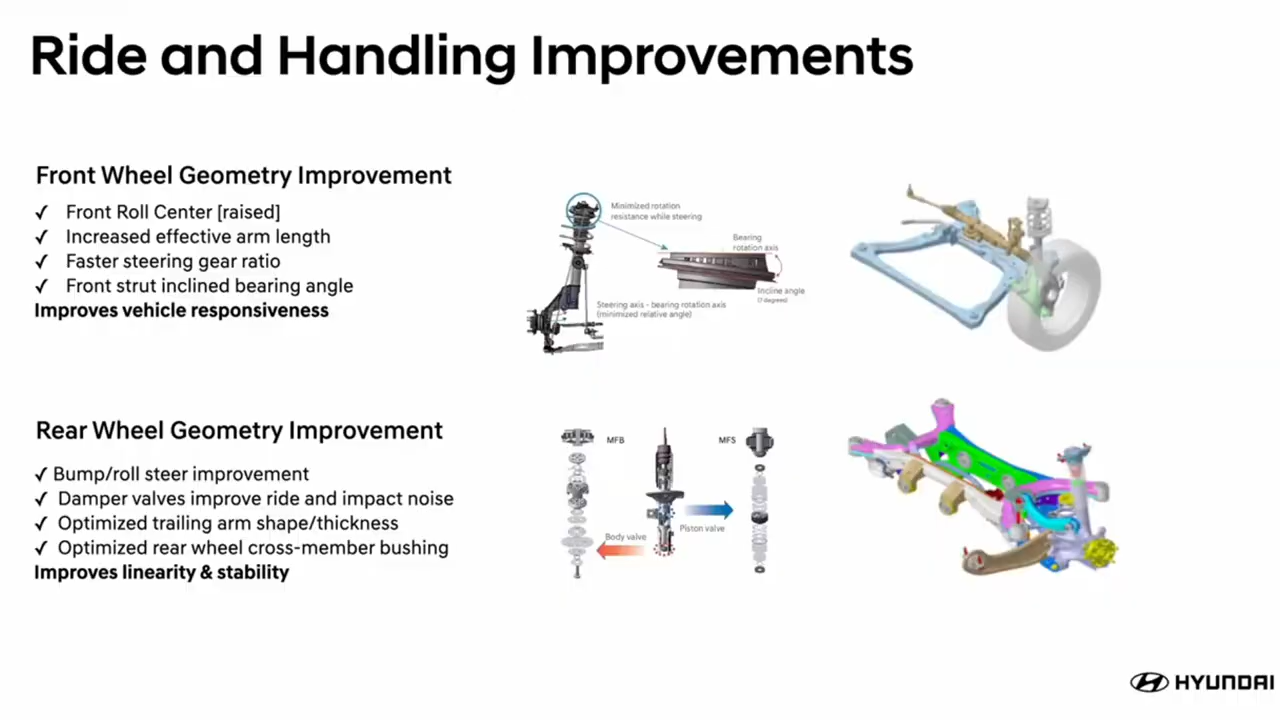 Ride and Handling Improvements
Front Wheel Geometry Improvement
✓ Front Roll Center [raised]
✓ Increased effective arm length
✓ Faster steering gear ratio
✓ Front strut inclined bearing angle
Improves vehicle responsiveness
Minimized rotation
resistance while steering
Bearing
rotation axis
Incline angle
(7 degrees)
Steering axis - bearing rotation axis
(minimized relative angle)
Rear Wheel Geometry Improvement
✓ Bump/roll steer improvement
✓ Damper valves improve ride and impact noise
✓ Optimized trailing arm shape/thickness
✓ Optimized rear wheel cross-member bushing
Improves linearity & stability
MFB
MFS
Piston valve
Body valve
HYUNDAI